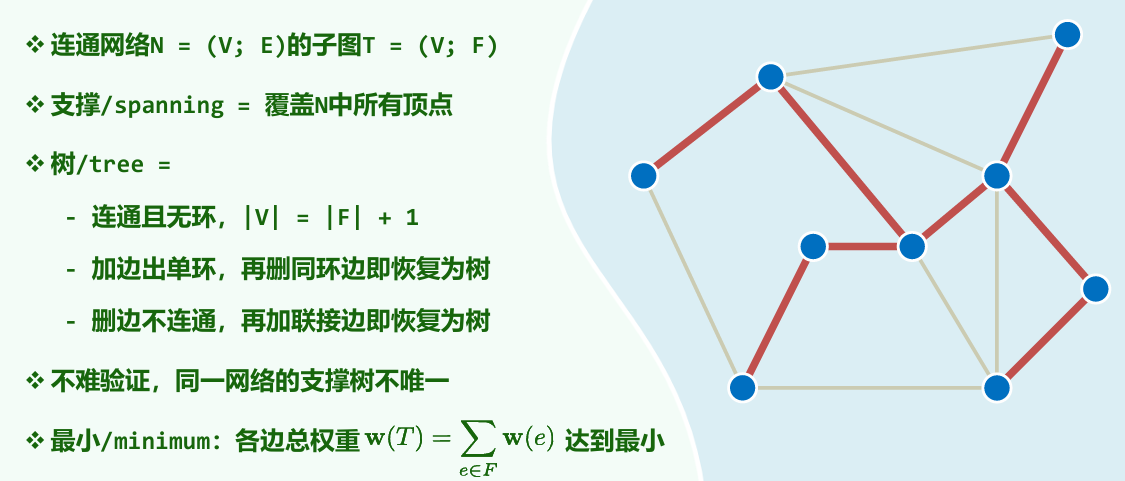 ❖ 连通网络N = (V; E)的子图T = (V; F)
❖ 支撑/spanning = 覆盖N中所有顶点
❖ 树/tree =
- 连通且无环，|V| = |F| + 1
- 加边出单环，再删同环边即恢复为树
- 删边不连通，再加联接边即恢复为树
❖ 不难验证，同一网络的支撑树不唯一
❖ 最小/minimum：各边总权重 w(T) = ∑_{e∈F} w(e) 达到最小